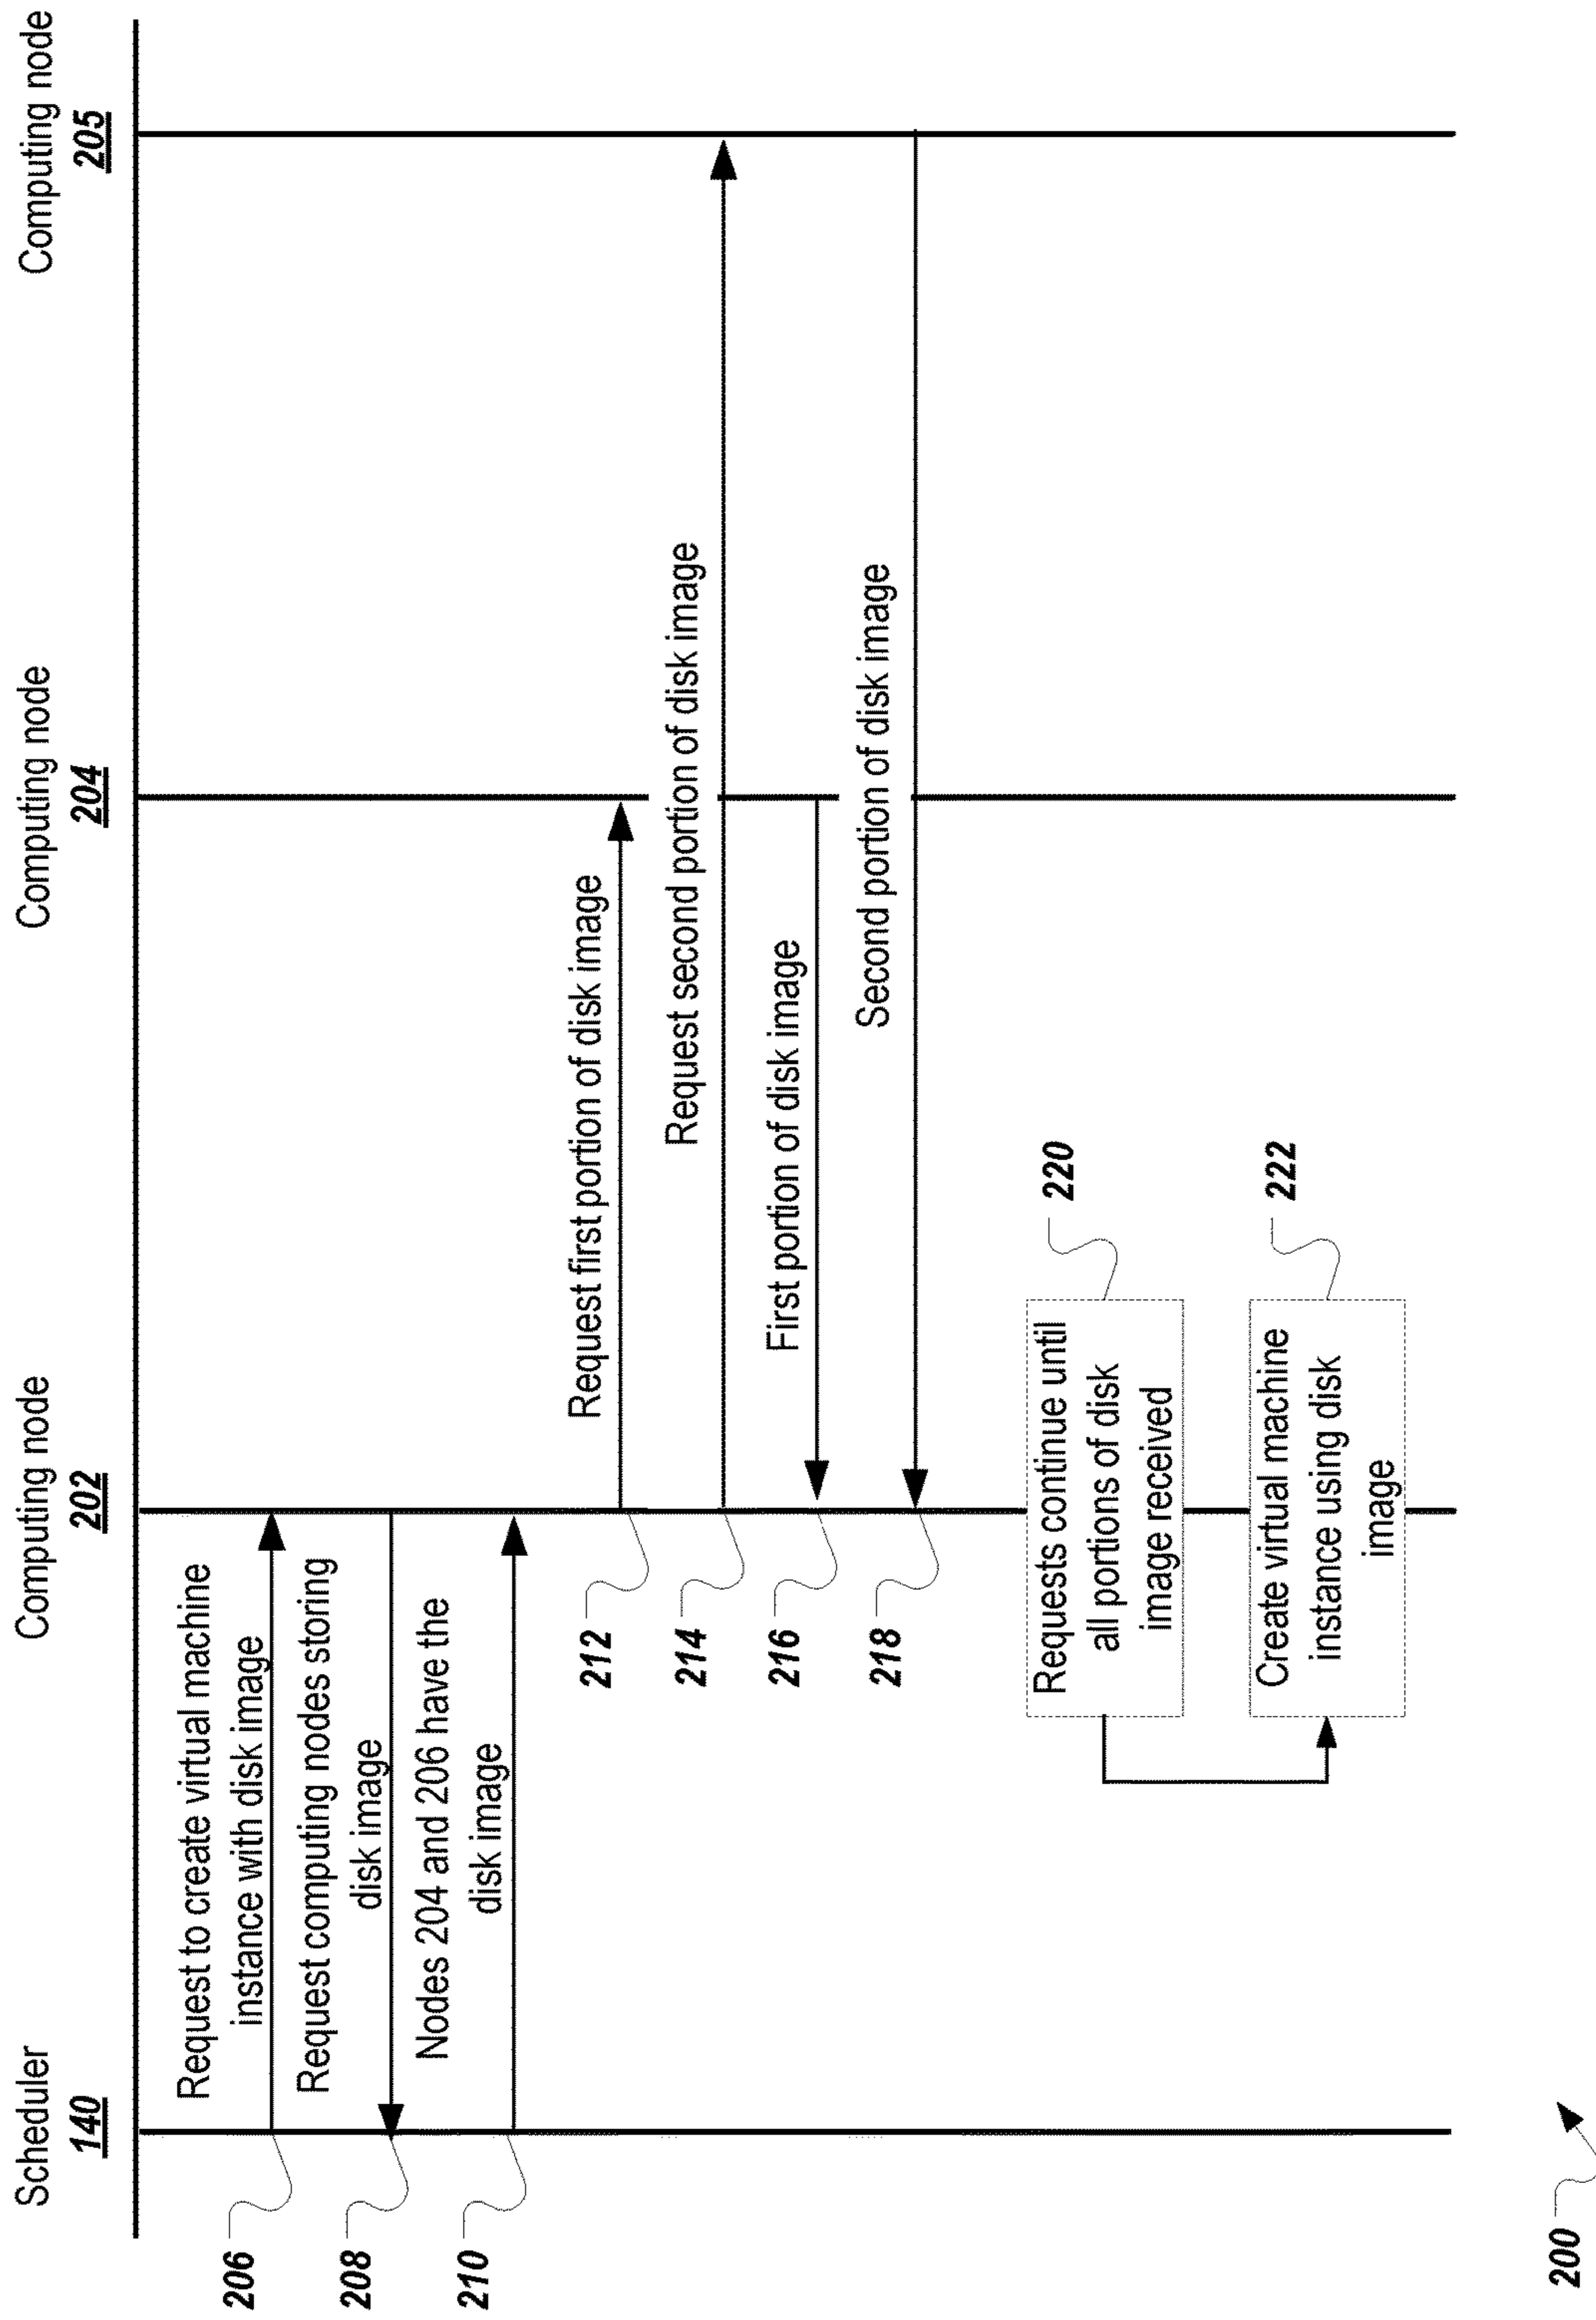 Scheduler
140
Computing node
202
Computing node
204
Computing node
205
206
Request to create virtual machine
instance with disk image
208
Request computing nodes storing
disk image
210
Nodes 204 and 206 have the
disk image
212
Request first portion of disk image
214
Request second portion of disk image
216
First portion of disk image
218
Second portion of disk image
Requests continue until
all portions of disk
image received
220
Create virtual machine
instance using disk
image
222
200